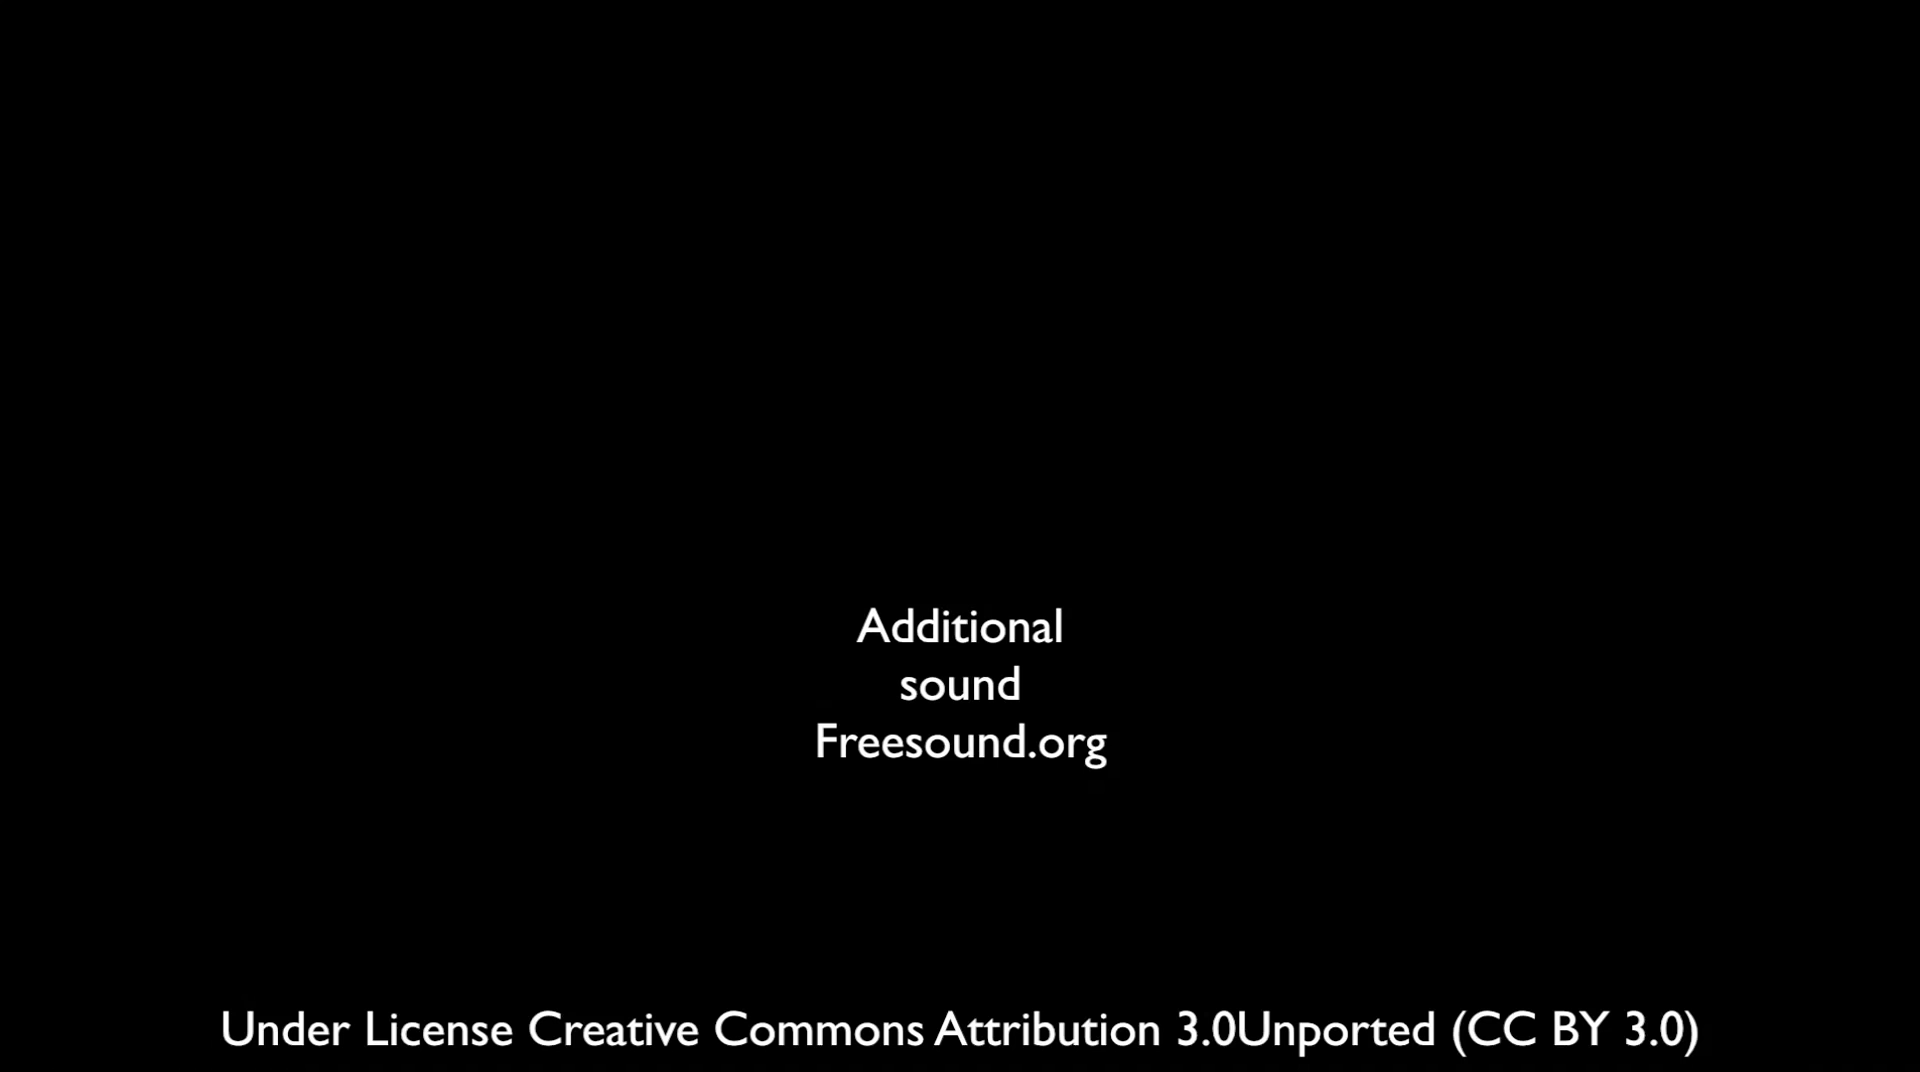 Additional
sound
Freesound.org
Under License Creative Commons Attribution 3.0Unported (CC BY 3.0)